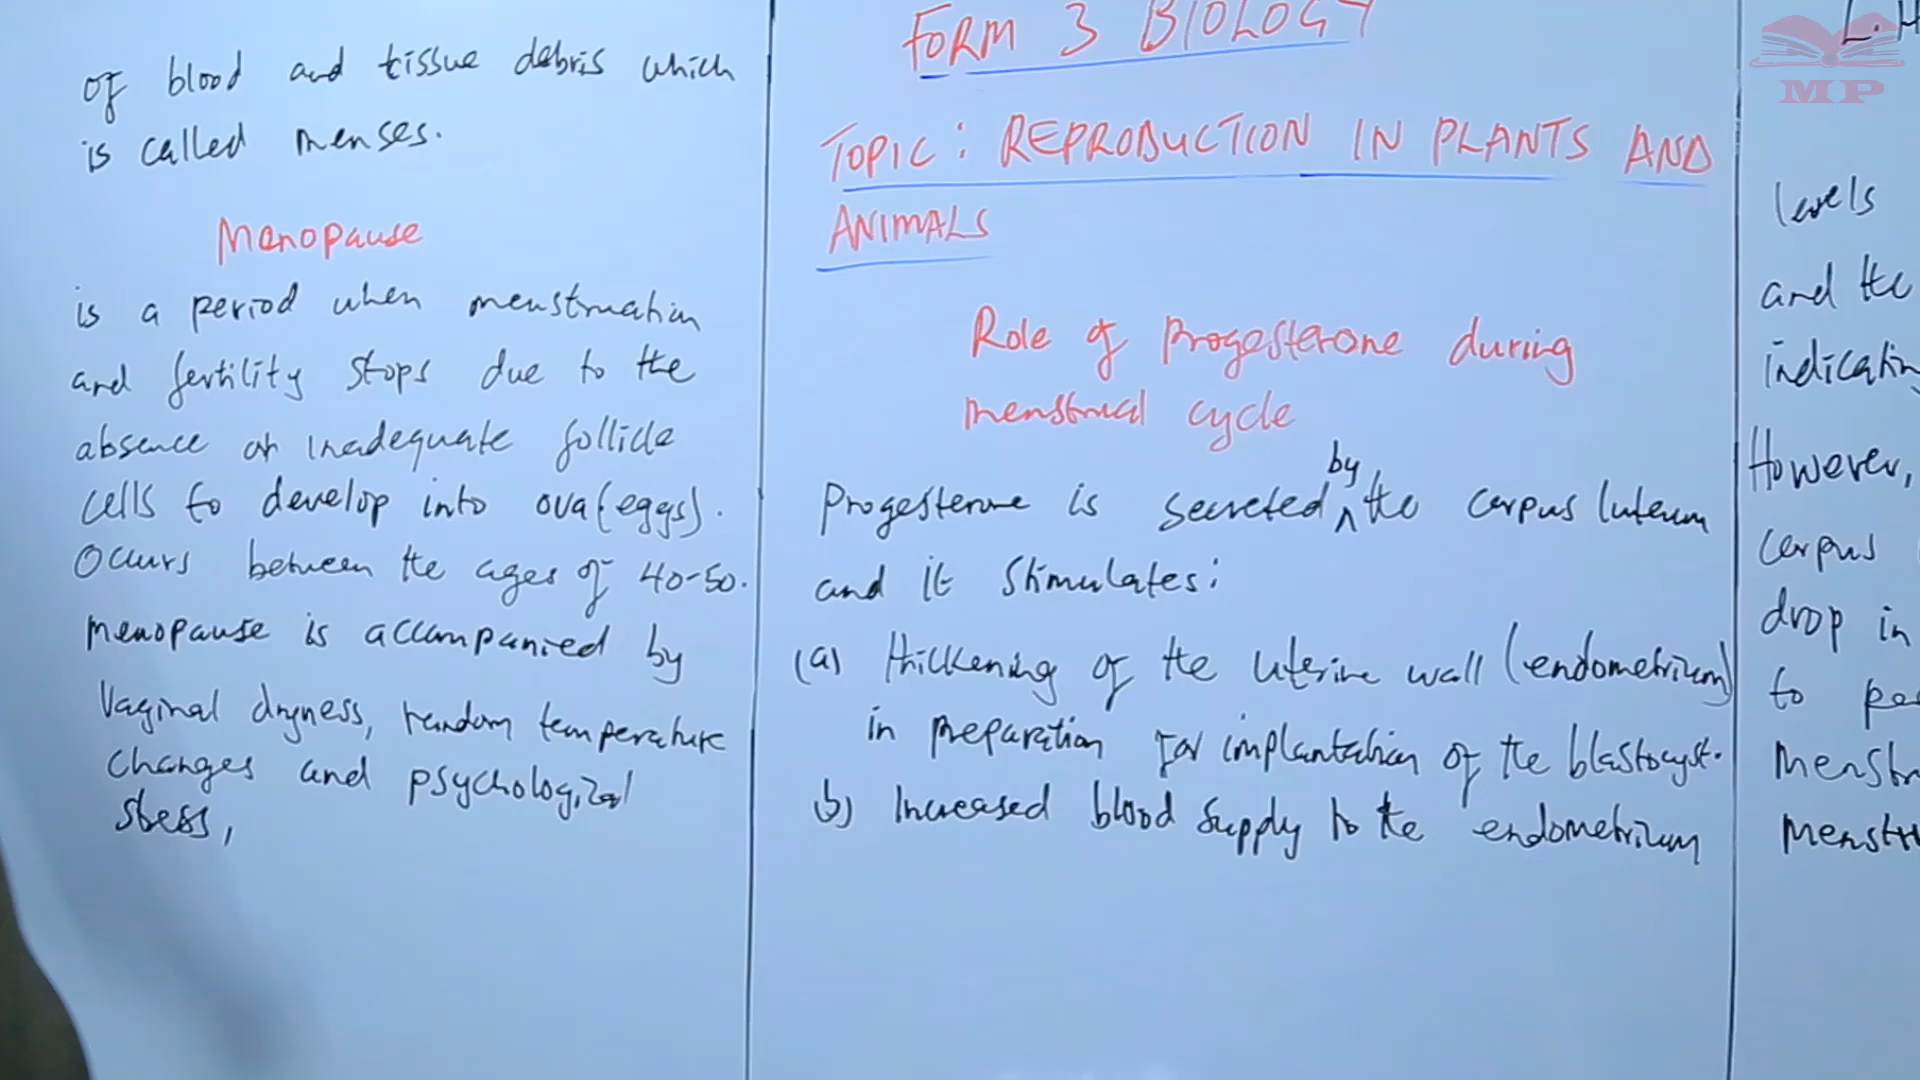 of blood and tissue debris which
is called menses.
Menopause
is a period when menstruation
and fertility stops due to the
absence or inadequate follicle
cells to develop into ova (eggs).
Occurs between the ages of 40-50.
Menopause is accompanied by
Vaginal dryness, random temperature
changes and psychological
stress,
FORM 3 BIOLOGY
TOPIC: REPRODUCTION IN PLANTS AND
ANIMALS
Role of progesterone during
menstrual cycle
by
Progesterone is secreted ^ the corpus luteum
and it stimulates:
(a) thickening of the uterine wall (endometrium)
in preparation for implantation of the blastocyst.
b) Increased blood supply to the endometrium
L.H
levels
and the
indicating
However,
corpus
drop in
to
menstr
menstr
MP